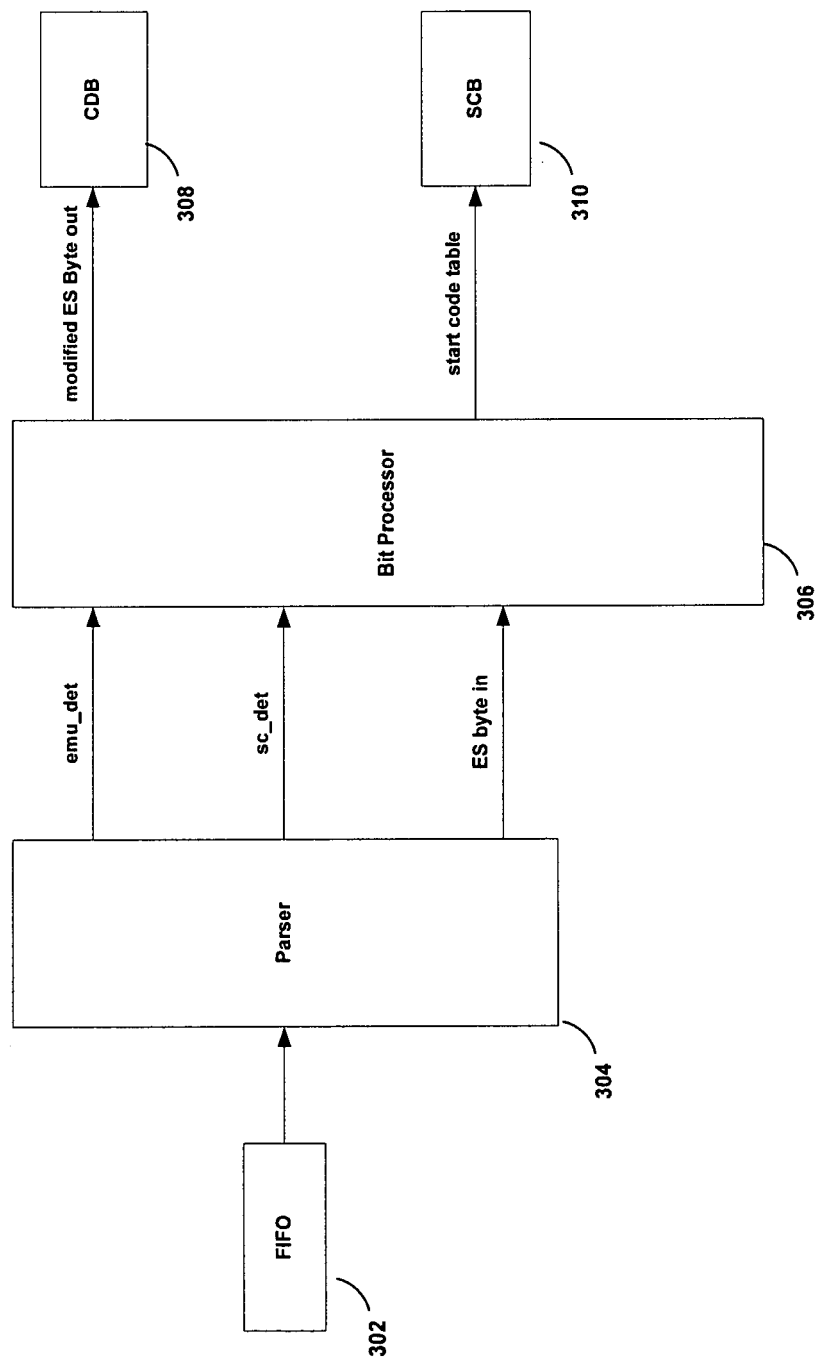 FIFO
302
Parser
304
emu_det
sc_det
ES byte in
Bit Processor
306
modified ES Byte out
start code table
CDB
308
SCB
310